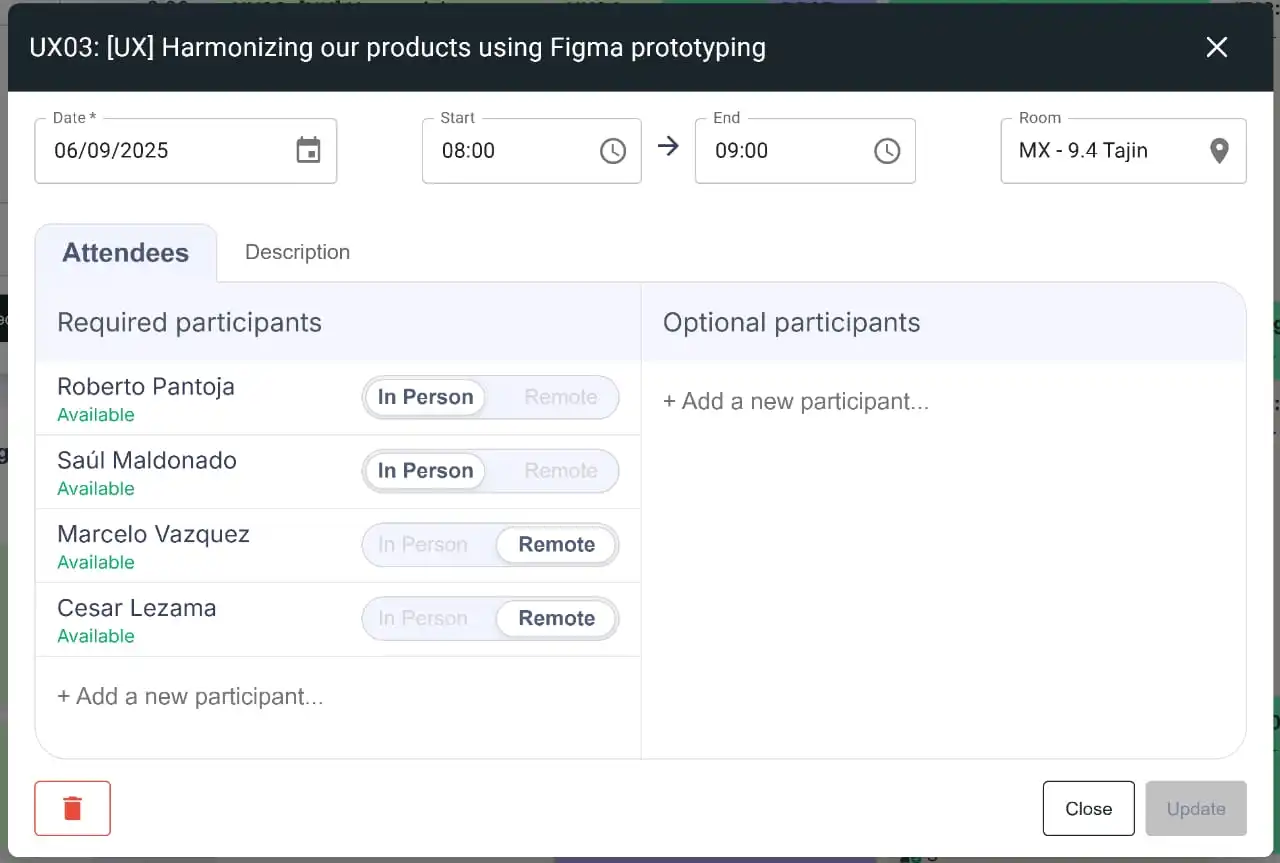 UX03: [UX] Harmonizing our products using Figma prototyping
Date *
06/09/2025
Start
08:00
End
09:00
Room
MX - 9.4 Tajin
Attendees
Description
Required participants
Optional participants
Roberto Pantoja
Available
In Person
Remote
+ Add a new participant...
Saúl Maldonado
Available
In Person
Remote
Marcelo Vazquez
Available
In Person
Remote
Cesar Lezama
Available
In Person
Remote
+ Add a new participant...
Close
Update